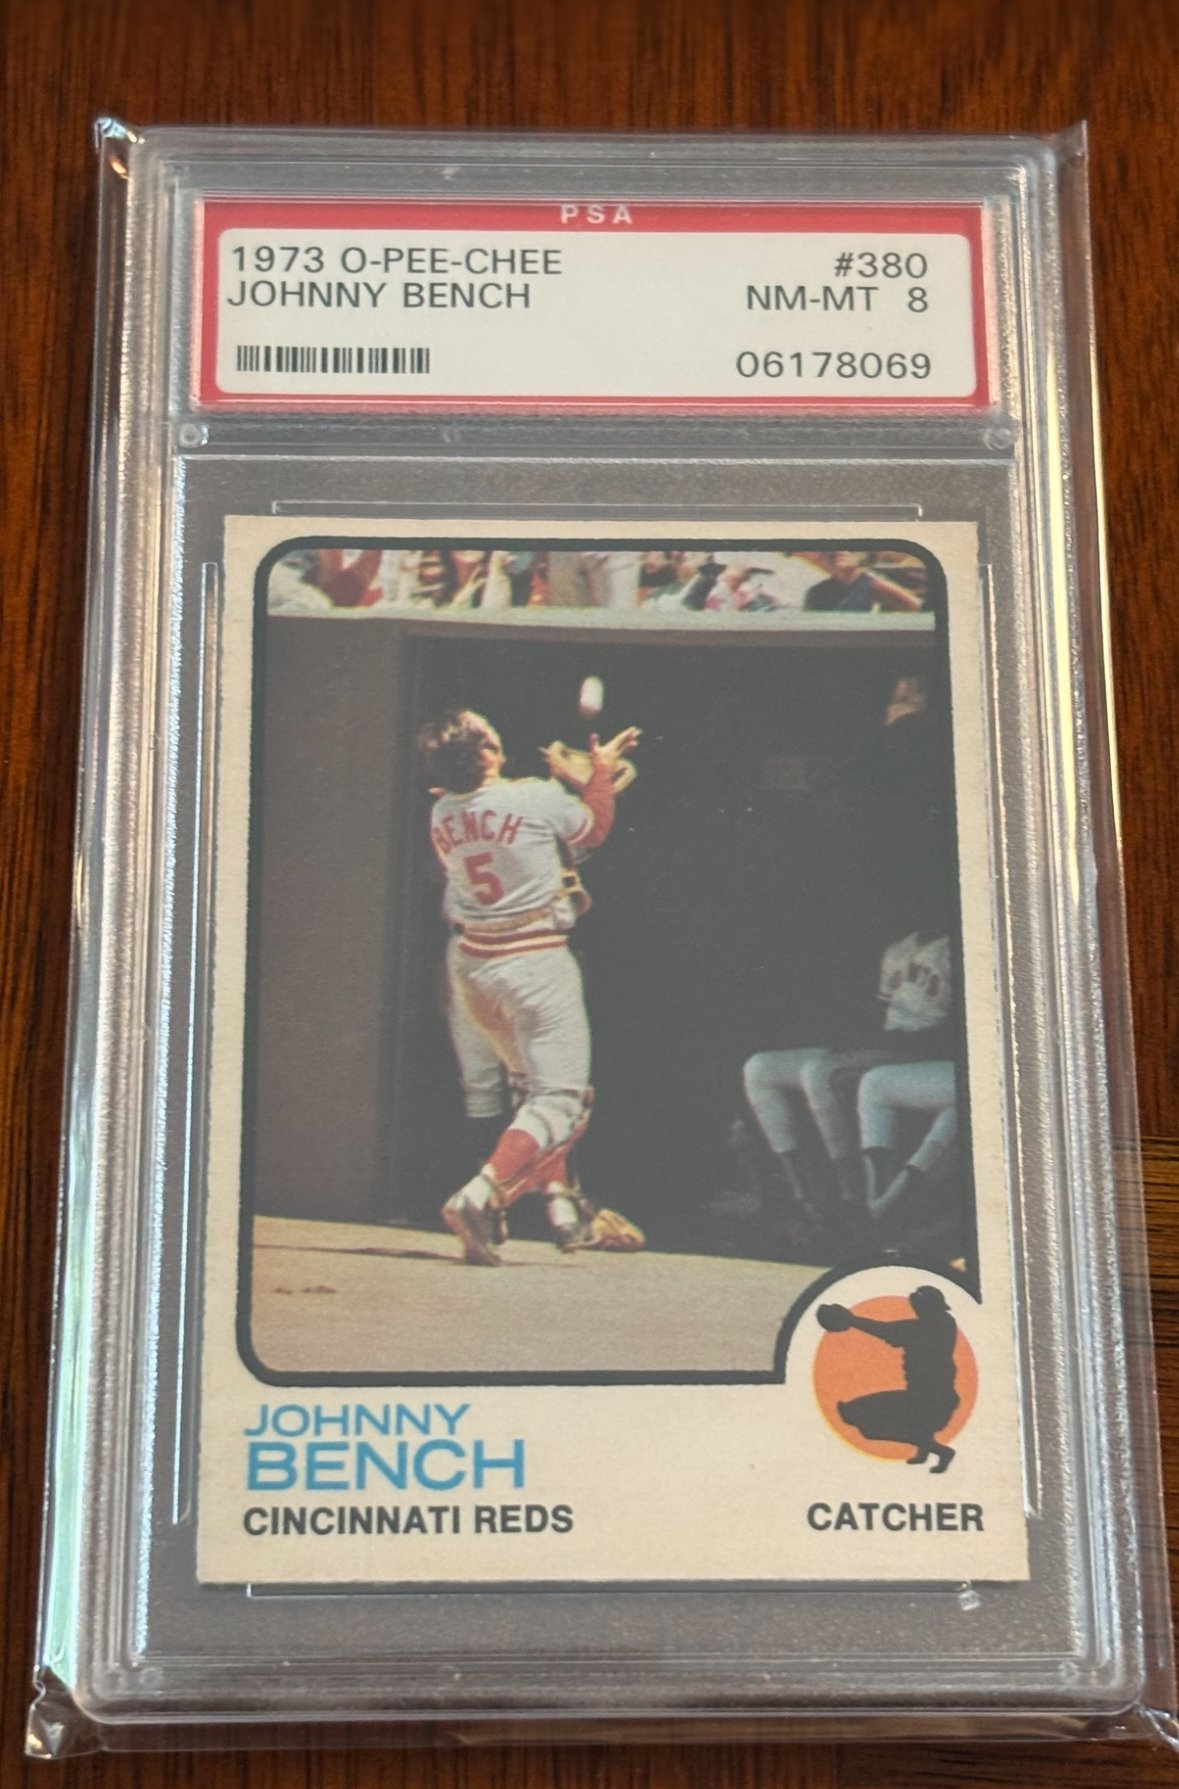 PSA
1973 O-PEE-CHEE #380
JOHNNY BENCH NM-MT 8
06178069
BENCH
5
JOHNNY
BENCH
CINCINNATI REDS CATCHER